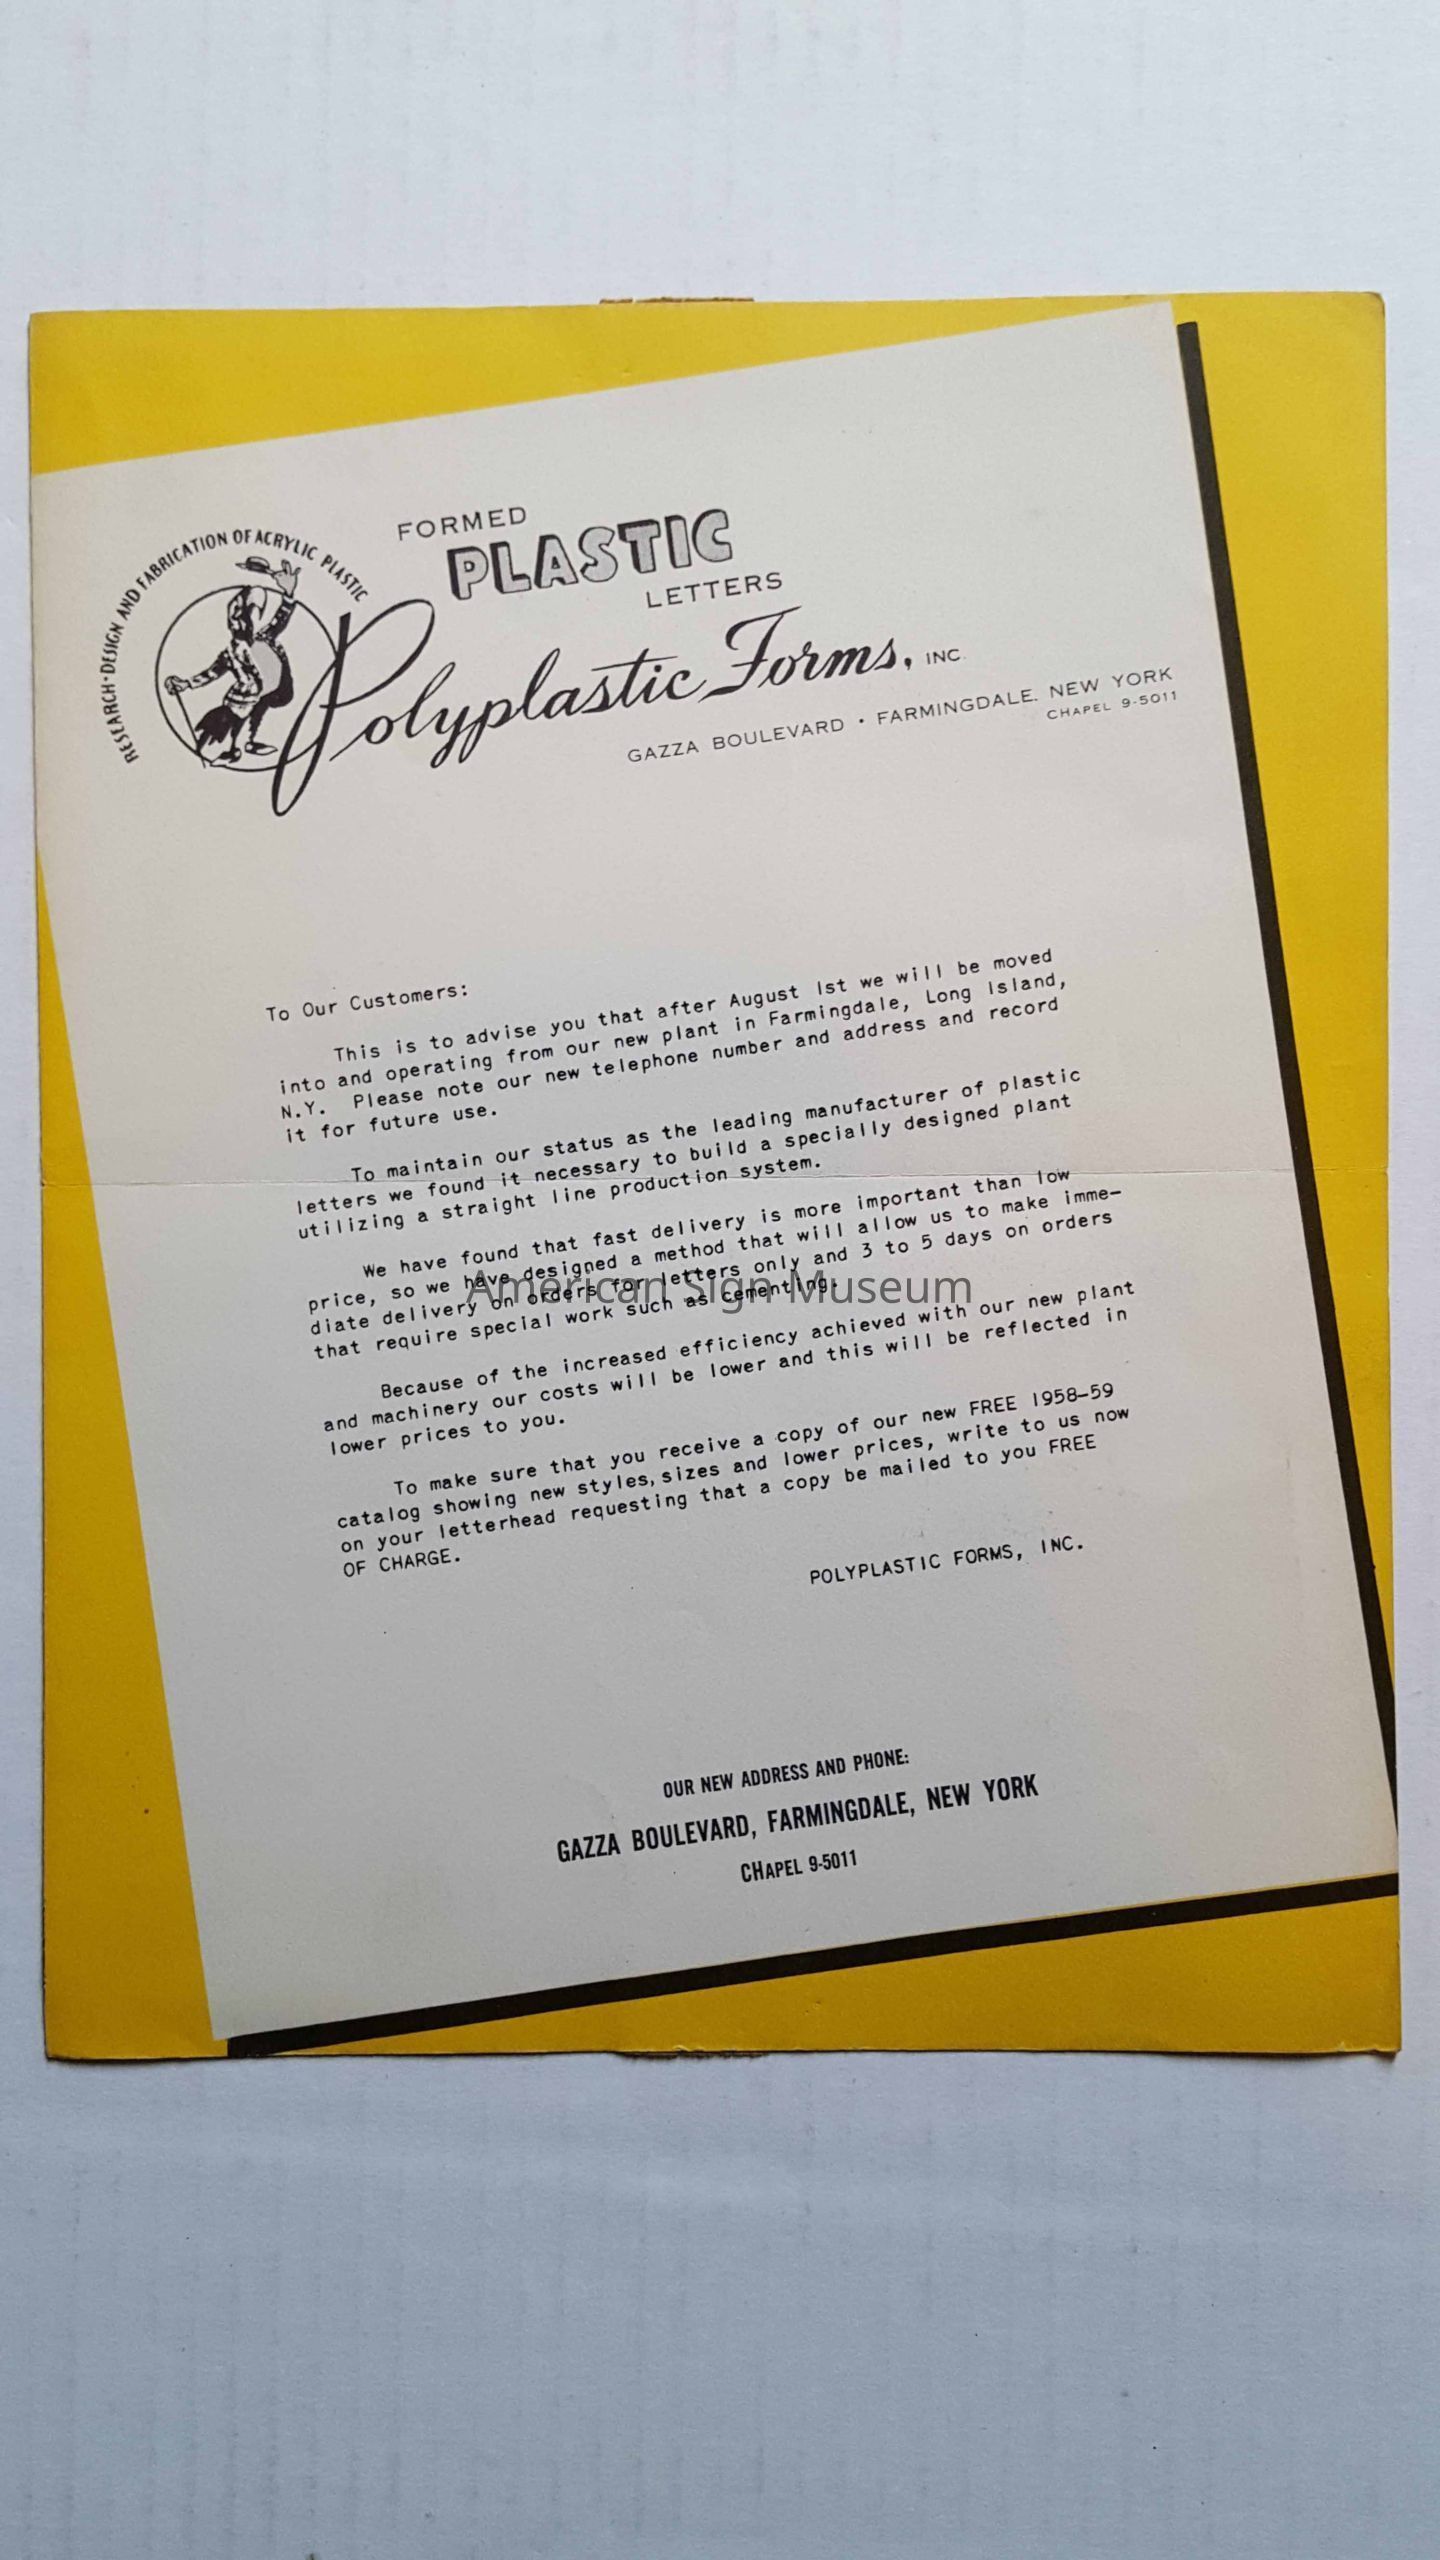 RESEARCH·DESIGN AND FABRICATION OF ACRYLIC PLASTIC
FORMED
PLASTIC
LETTERS
Polyplastic Forms, INC.
GAZZA BOULEVARD · FARMINGDALE, NEW YORK
CHAPEL 9-5011
To Our Customers:
This is to advise you that after August 1st we will be moved
into and operating from our new plant in Farmingdale, Long Island,
N.Y. Please note our new telephone number and address and record
it for future use.
To maintain our status as the leading manufacturer of plastic
letters we found it necessary to build a specially designed plant
utilizing a straight line production system.
We have found that fast delivery is more important than low
price, so we have designed a method that will allow us to make imme-
diate delivery on orders for letters only and 3 to 5 days on orders
that require special work such as cementing.
American Sign Museum
Because of the increased efficiency achieved with our new plant
and machinery our costs will be lower and this will be reflected in
lower prices to you.
To make sure that you receive a copy of our new FREE 1958-59
catalog showing new styles, sizes and lower prices, write to us now
on your letterhead requesting that a copy be mailed to you FREE
OF CHARGE.
POLYPLASTIC FORMS, INC.
OUR NEW ADDRESS AND PHONE:
GAZZA BOULEVARD, FARMINGDALE, NEW YORK
CHAPEL 9-5011